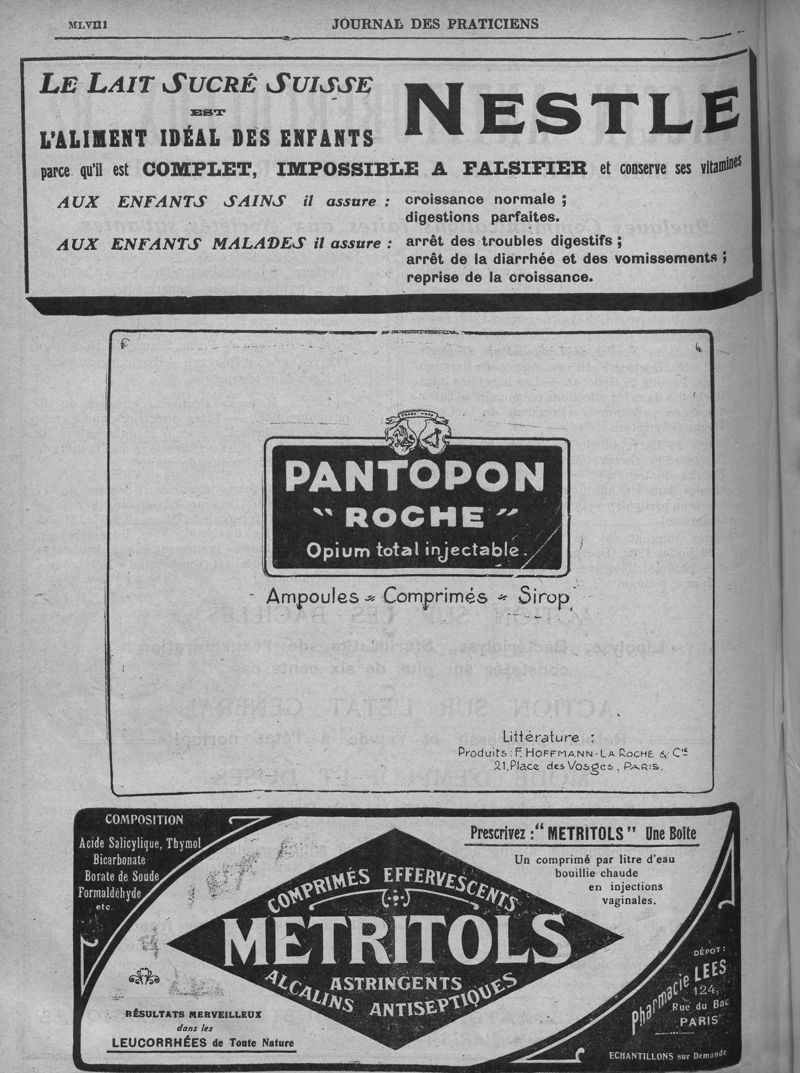 MLVIII
JOURNAL DES PRATICIENS
LE LAIT SUCRÉ SUISSE
EST
L'ALIMENT IDÉAL DES ENFANTS
NESTLE
parce qu'il est COMPLET, IMPOSSIBLE A FALSIFIER et conserve ses vitamines
AUX ENFANTS SAINS il assure : croissance normale ;
digestions parfaites.
AUX ENFANTS MALADES il assure : arrêt des troubles digestifs ;
arrêt de la diarrhée et des vomissements ;
reprise de la croissance.
PANTOPON
"ROCHE"
Opium total injectable.
Ampoules - Comprimés - Sirop
Littérature :
Produits : F. HOFFMANN-LA ROCHE & Cie
21, Place des Vosges, PARIS.
COMPOSITION
Acide Salicylique, Thymol
Bicarbonate
Borate de Soude
Formaldéhyde
etc.
Prescrivez : "METRITOLS" Une Boîte
Un comprimé par litre d'eau
bouillie chaude
en injections
vaginales.
COMPRIMÉS EFFERVESCENTS
METRITOLS
ASTRINGENTS
ALCALINS ANTISEPTIQUES
RÉSULTATS MERVEILLEUX
dans les
LEUCORRHÉES de Toute Nature
DÉPOT :
Pharmacie LEES
124,
Rue du Bac
PARIS
ECHANTILLONS sur Demande